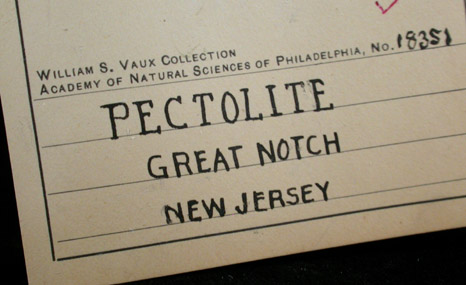 William S. Vaux Collection
Academy of Natural Sciences of Philadelphia, No. 18351
PECTOLITE
GREAT NOTCH
NEW JERSEY